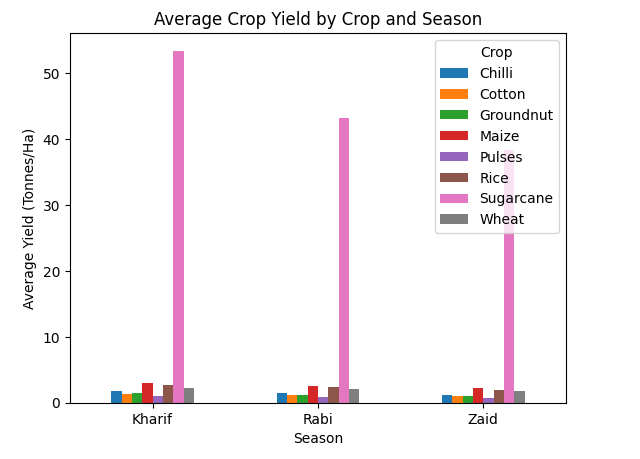 Average Crop Yield by Crop and Season
Average Yield (Tonnes/Ha)
50
40
30
20
10
0
Crop
Chilli
Cotton
Groundnut
Maize
Pulses
Rice
Sugarcane
Wheat
Kharif
Rabi
Zaid
Season